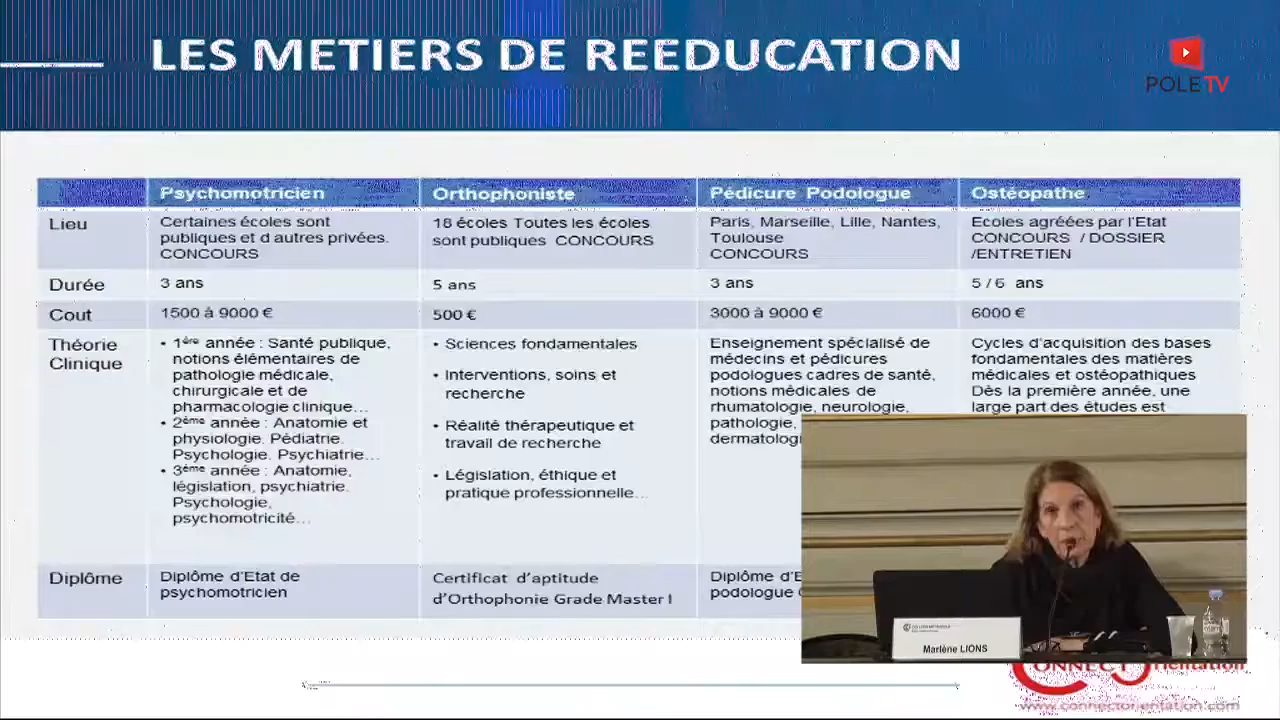 LES METIERS DE REEDUCATION
POLE TV
Psychomotricien
Orthophoniste
Pédicure Podologue
Ostéopathe
Lieu
Certaines écoles sont
publiques et d autres privées.
CONCOURS
18 écoles Toutes les écoles
sont publiques CONCOURS
Paris, Marseille, Lille, Nantes,
Toulouse
CONCOURS
Ecoles agréées par l'Etat
CONCOURS / DOSSIER
/ENTRETIEN
Durée
3 ans
5 ans
3 ans
5 / 6 ans
Cout
1500 à 9000 €
500 €
3000 à 9000 €
6000 €
Théorie
Clinique
• 1ère année : Santé publique,
notions élémentaires de
pathologie médicale,
chirurgicale et de
pharmacologie clinique…
• 2ème année : Anatomie et
physiologie. Pédiatrie.
Psychologie. Psychiatrie…
• 3ème année : Anatomie,
législation, psychiatrie.
Psychologie,
psychomotricité…
• Sciences fondamentales
• Interventions, soins et
recherche
• Réalité thérapeutique et
travail de recherche
• Législation, éthique et
pratique professionnelle…
Enseignement spécialisé de
médecins et pédicures
podologues cadres de santé,
notions médicales de
rhumatologie, neurologie,
pathologie,
dermatolog
Cycles d'acquisition des bases
fondamentales des matières
médicales et ostéopathiques
Dès la première année, une
large part des études est
Diplôme
Diplôme d'Etat de
psychomotricien
Certificat d'aptitude
d'Orthophonie Grade Master I
Diplôme d'E
podologue
Marlène LIONS
CONNECT Orientation
www.connectorientation.com